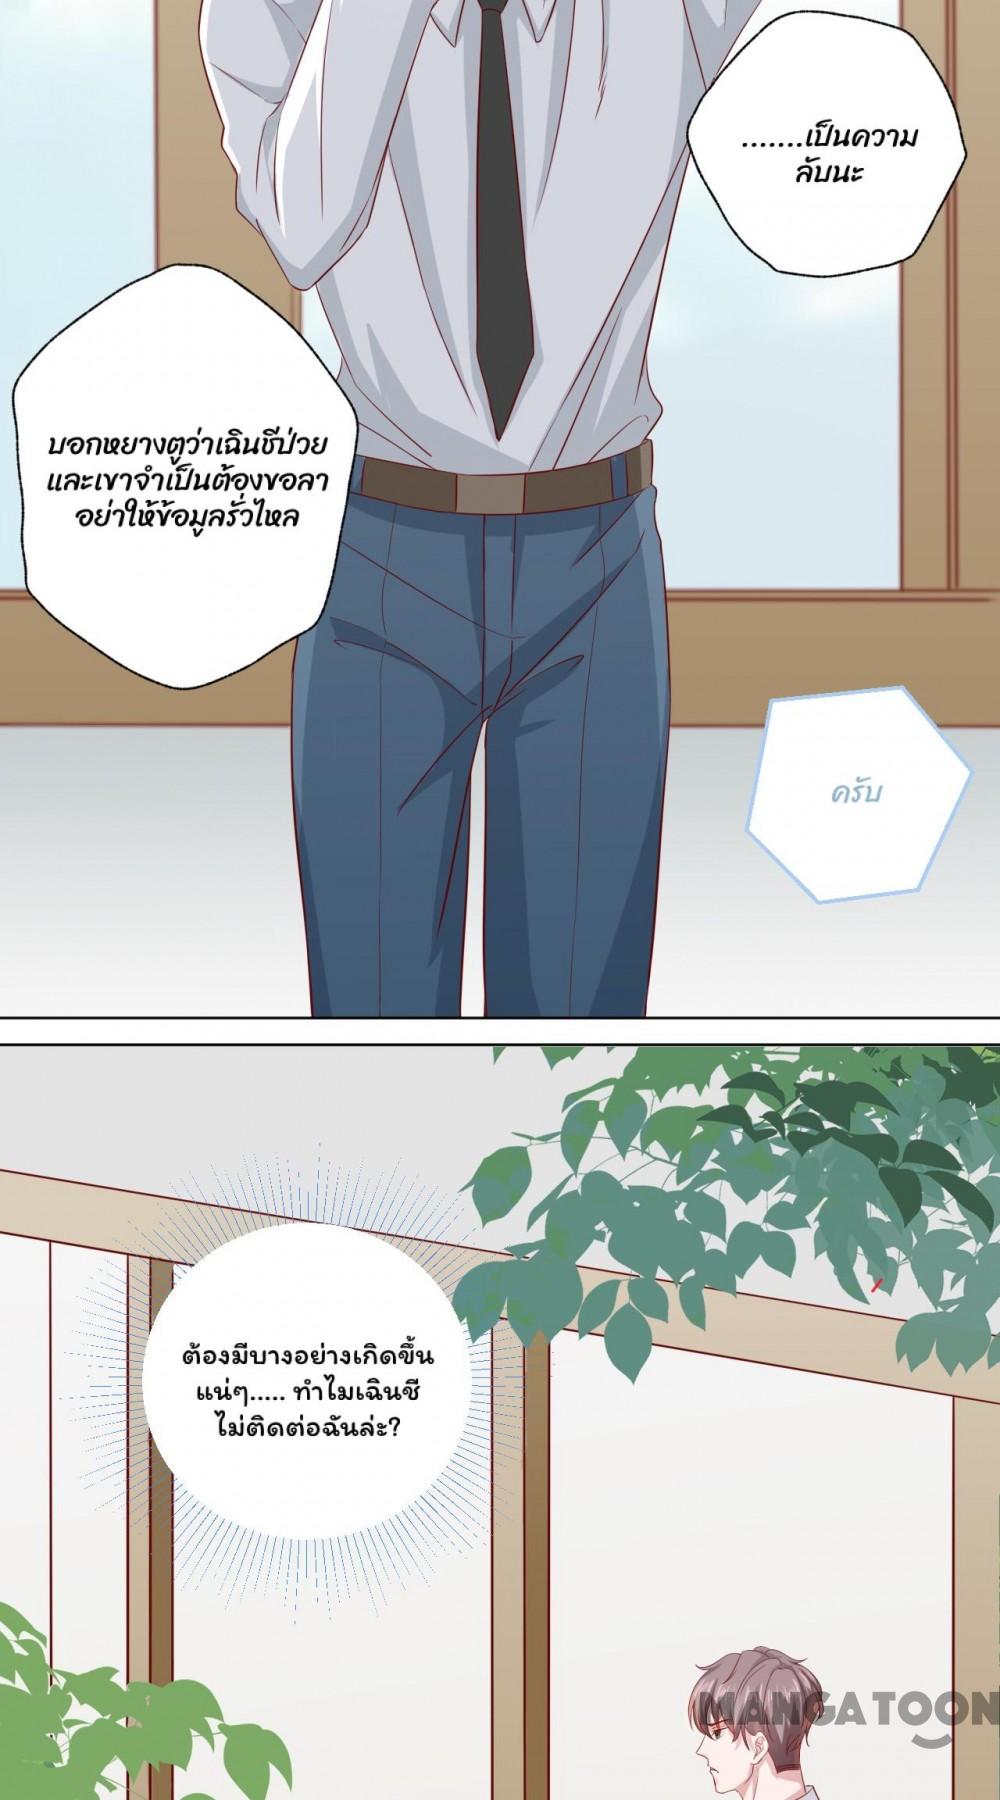 .......เป็นความ
ลับนะ
บอกหยางตูว่าเฉินชีป่วย
และเขาจำเป็นต้องขอลา
อย่าให้ข้อมูลรั่วไหล
ครับ
ต้องมีบางอย่างเกิดขึ้น
แน่ๆ..... ทำไมเฉินชี
ไม่ติดต่อฉันล่ะ?
MANGATOON